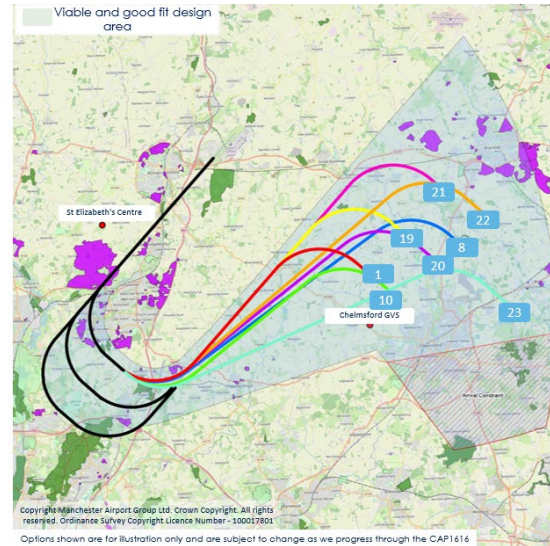 Viable and good fit design
area
St Elizabeth's Centre
21
22
19
8
20
1
10
23
Chelmsford GVS
Arrival Constraint
Copyright Manchester Airport Group Ltd. Crown Copyright. All rights
reserved. Ordinance Survey Copyright Licence Number - 100017801
Options shown are for illustration only and are subject to change as we progress through the CAP1616